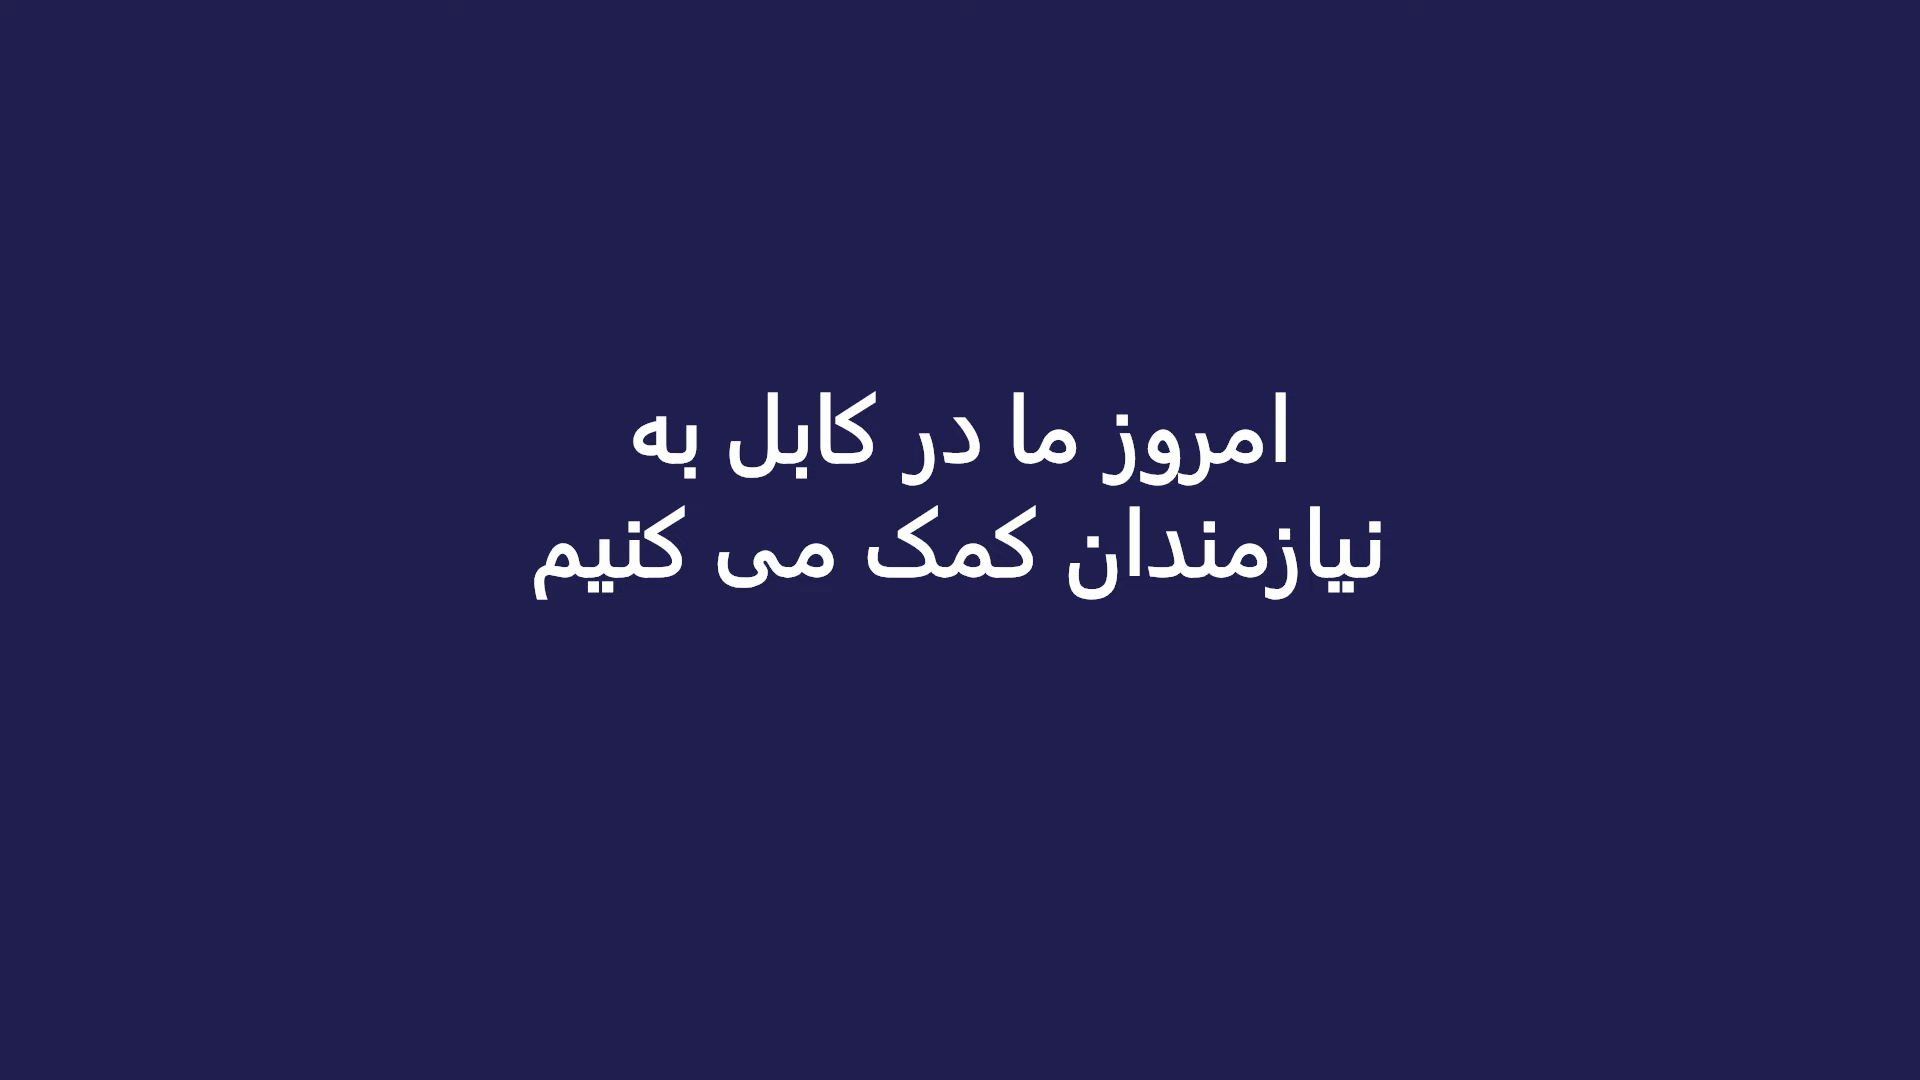 امروز ما در کابل به
نیازمندان کمک می کنیم